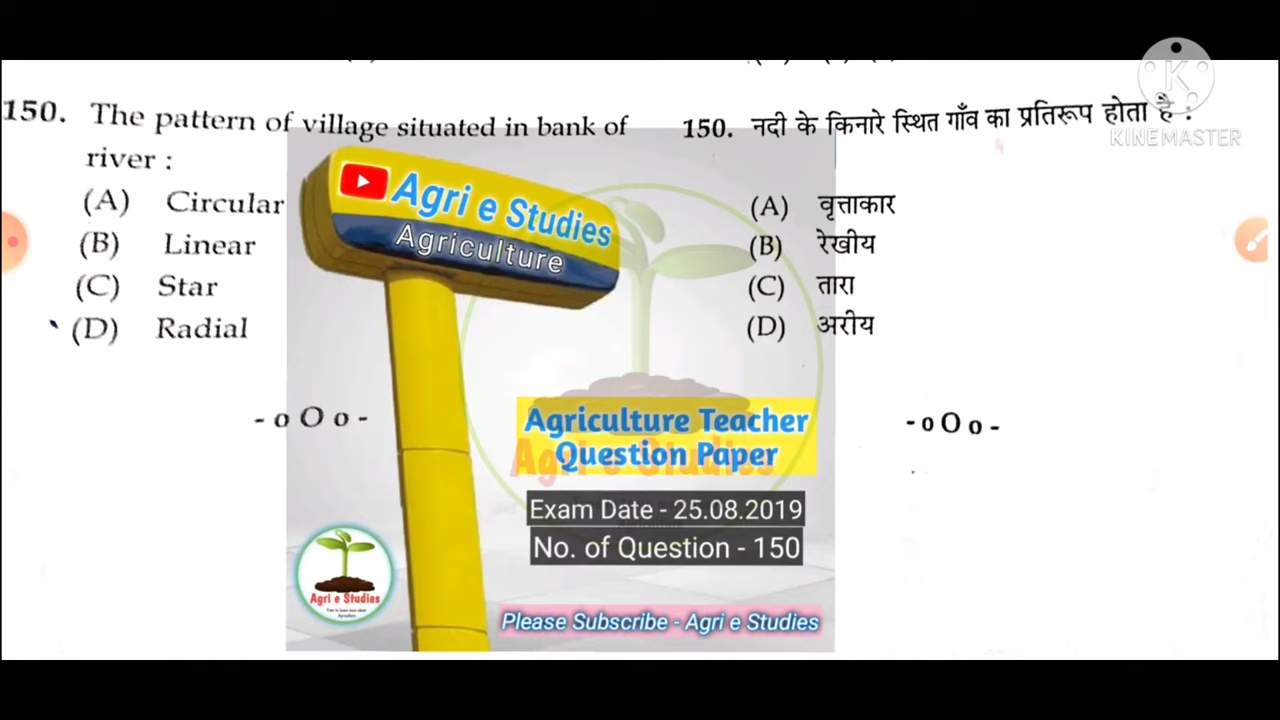 150. The pattern of village situated in bank of
river :
(A) Circular
(B) Linear
(C) Star
(D) Radial
- o O o -
150. नदी के किनारे स्थित गाँव का प्रतिरूप होता है :
(A) वृत्ताकार
(B) रेखीय
(C) तारा
(D) अरीय
- o O o -
K
KINEMASTER
Agri e Studies
Agriculture
Agriculture Teacher
Question Paper
Agri e Studies
Exam Date - 25.08.2019
No. of Question - 150
Agri e Studies
Please Subscribe - Agri e Studies